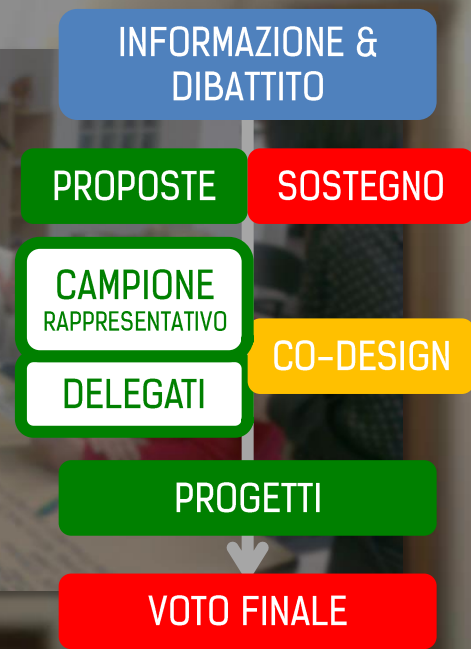 INFORMAZIONE &
DIBATTITO
PROPOSTE
SOSTEGNO
CAMPIONE
RAPPRESENTATIVO
CO-DESIGN
DELEGATI
PROGETTI
VOTO FINALE